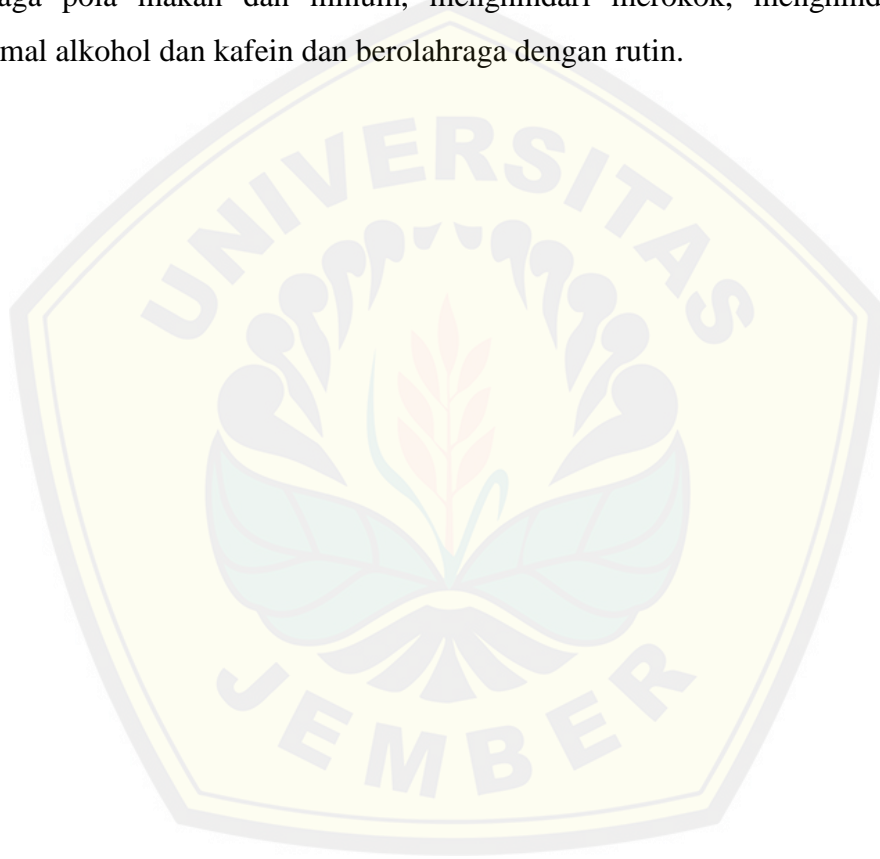 aga pola makan dan minum, menghindari merokok, menghind
mal alkohol dan kafein dan berolahraga dengan rutin.
UNIVERSITAS
JEMBER